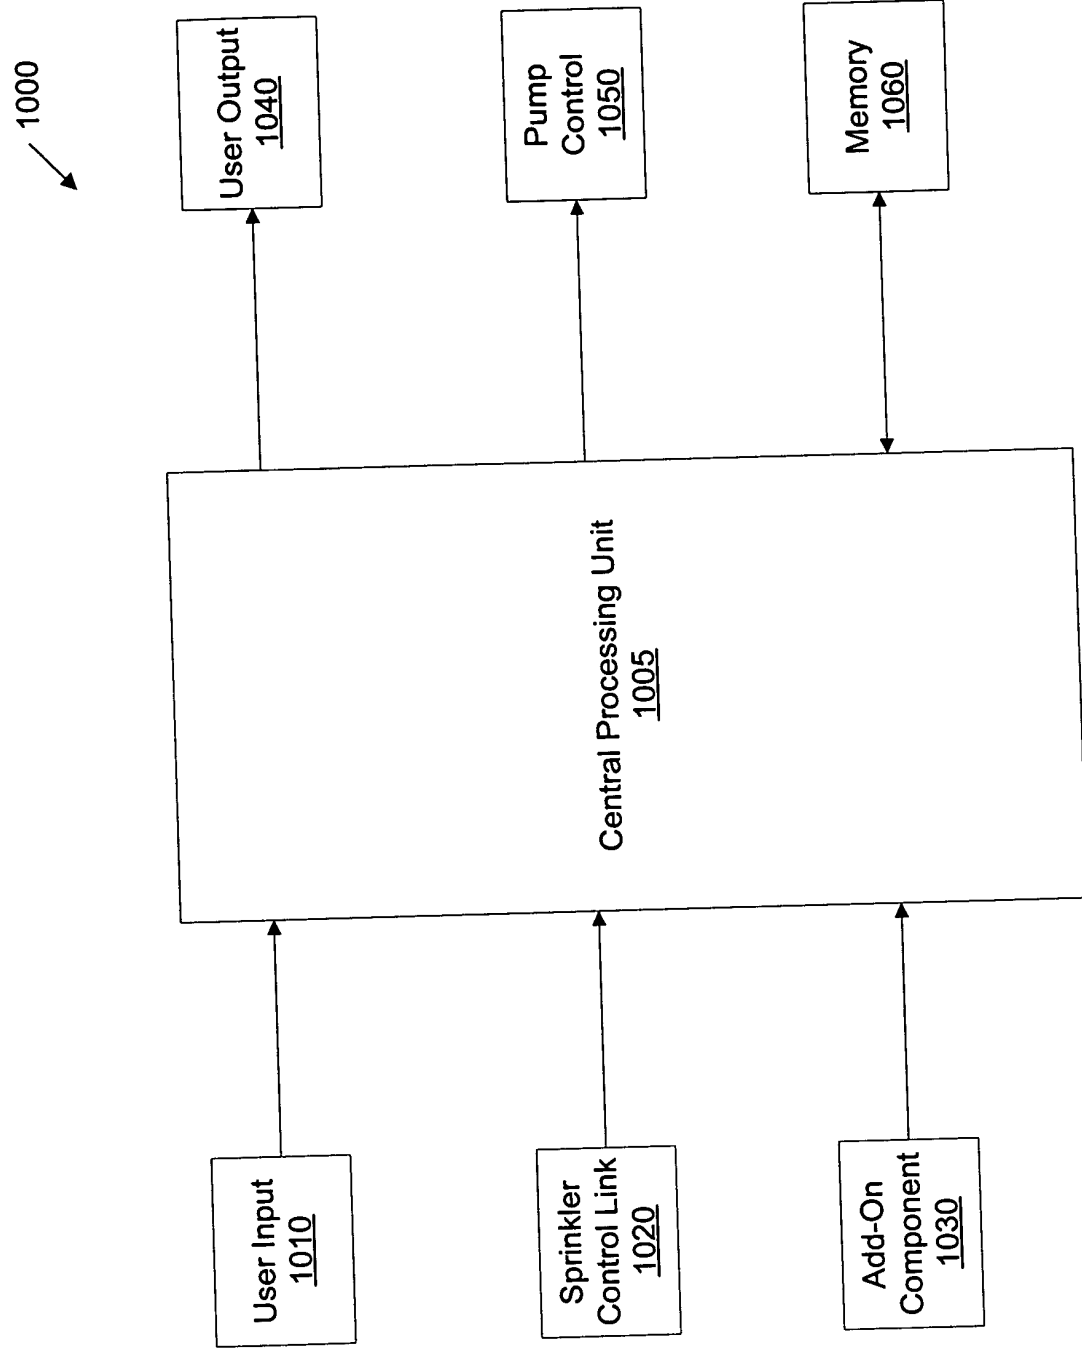 1000
User Input
1010
Sprinkler
Control Link
1020
Add-On
Component
1030
Central Processing Unit
1005
User Output
1040
Pump
Control
1050
Memory
1060